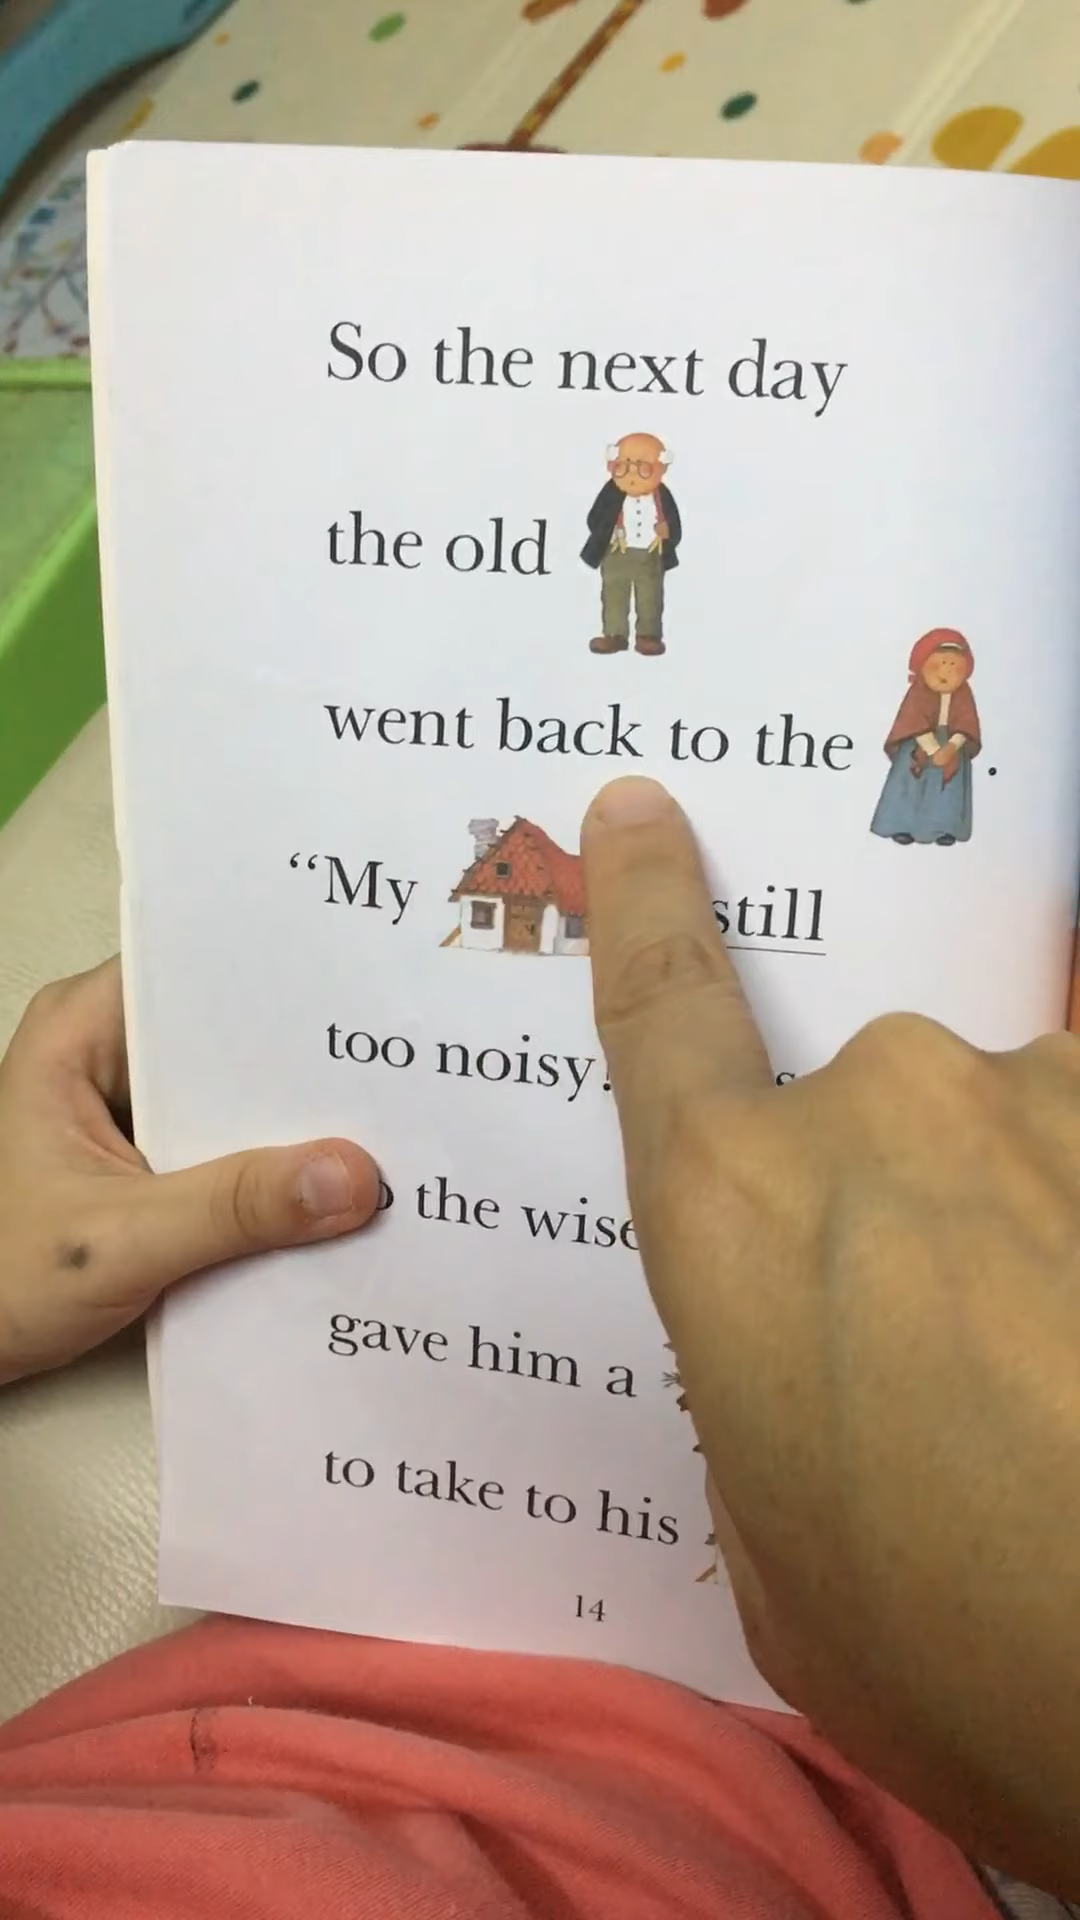 So the next day
the old
went back to the .
“My still
too noisy!
the wise
gave him a
to take to his
14